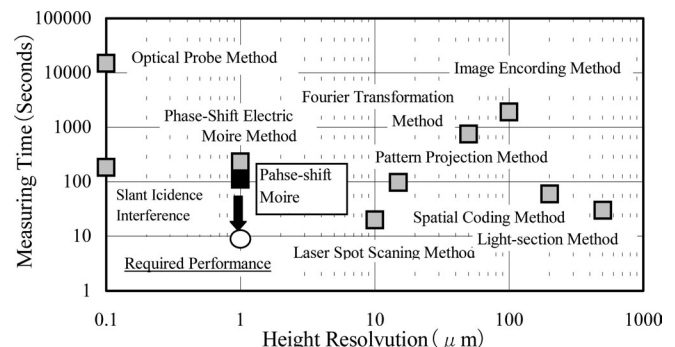 100000
10000
1000
100
10
1
Measuring Time (Seconds)
Optical Probe Method
Image Encording Method
Fourier Transformation
Method
Phase-Shift Electric
Moire Method
Pattern Projection Method
Pahse-shift
Moire
Slant Icidence
Interference
Spatial Coding Method
Light-section Method
Laser Spot Scaning Method
Required Performance
0.1
1
10
100
1000
Height Resolyution (μm)